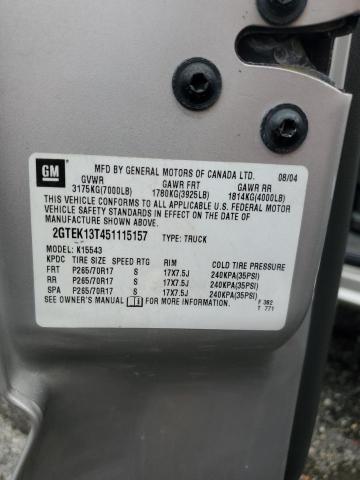 GM
MFD BY GENERAL MOTORS OF CANADA LTD. 08/04
GVWR GAWR FRT GAWR RR
3175KG(7000LB) 1780KG(3925LB) 1814KG(4000LB)
THIS VEHICLE CONFORMS TO ALL APPLICABLE U.S. FEDERAL MOTOR
VEHICLE SAFETY STANDARDS IN EFFECT ON THE DATE OF
MANUFACTURE SHOWN ABOVE.
2GTEK13T451115157 TYPE: TRUCK
MODEL: K15543
KPDC TIRE SIZE SPEED RTG RIM COLD TIRE PRESSURE
FRT P265/70R17 S 17X7.5J 240KPA(35PSI)
RR P265/70R17 S 17X7.5J 240KPA(35PSI)
SPA P265/70R17 S 17X7.5J 240KPA(35PSI)
SEE OWNER'S MANUAL FOR MORE INFORMATION.
F 362
T 771